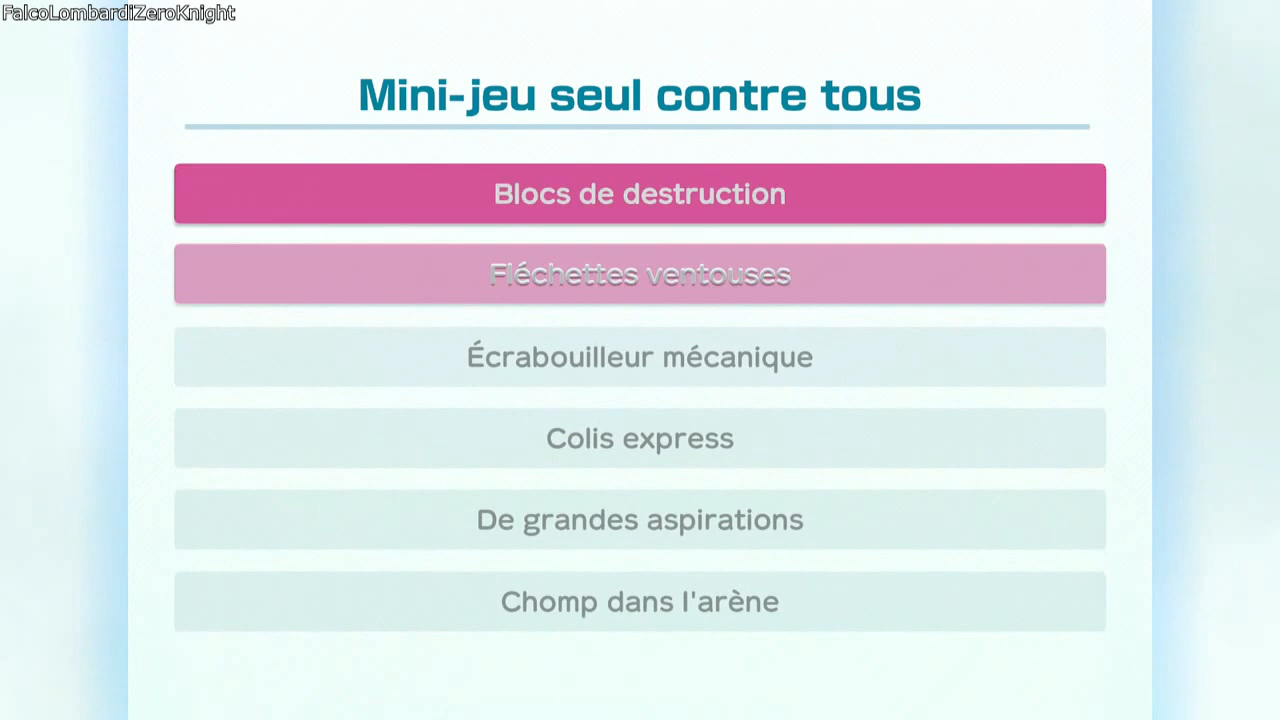 FalcoLombardiZeroKnight
Mini-jeu seul contre tous
Blocs de destruction
Fléchettes ventouses
Écrabouilleur mécanique
Colis express
De grandes aspirations
Chomp dans l'arène